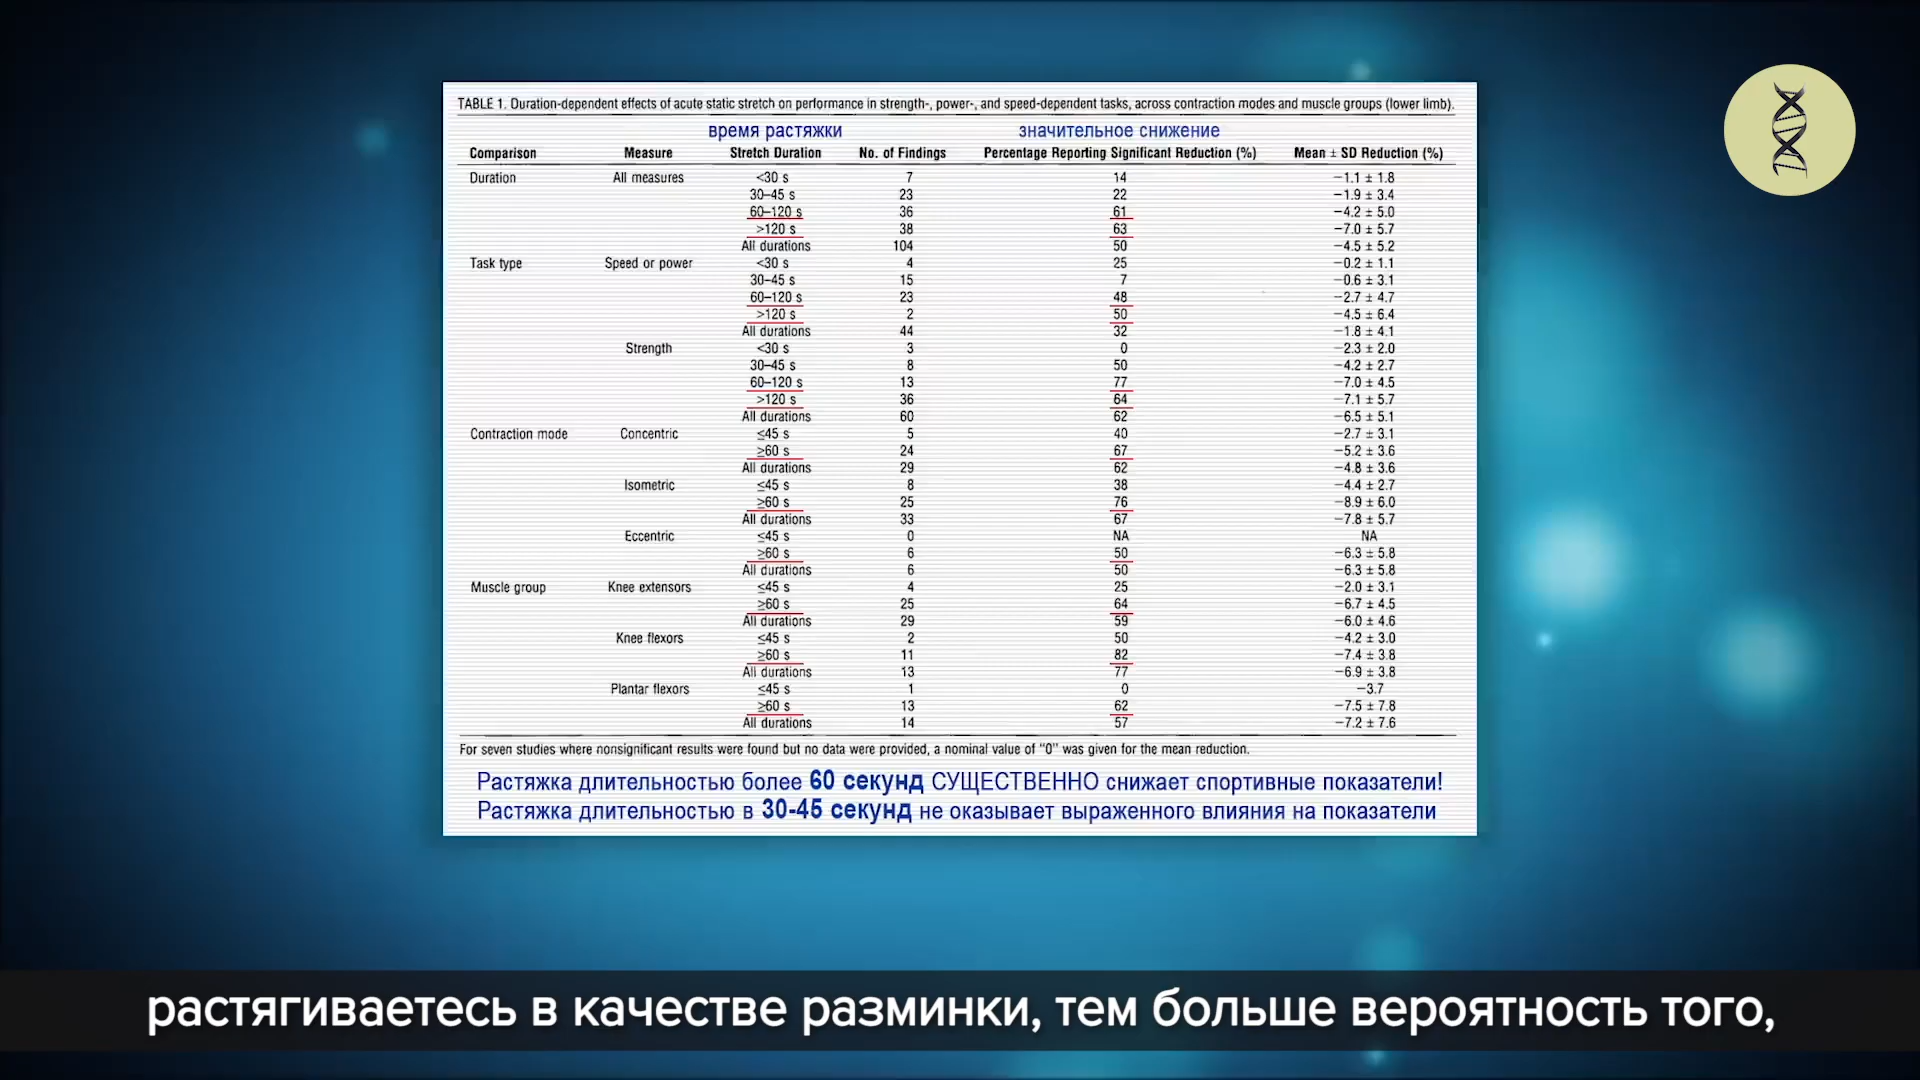 TABLE 1. Duration-dependent effects of acute static stretch on performance in strength-, power-, and speed-dependent tasks, across contraction modes and muscle groups (lower limb).
время растяжки значительное снижение
Comparison Measure Stretch Duration No. of Findings Percentage Reporting Significant Reduction (%) Mean ± SD Reduction (%)
Duration All measures <30 s 7 14 −1.1 ± 1.8
30–45 s 23 22 −1.9 ± 3.4
60–120 s 36 61 −4.2 ± 5.0
>120 s 38 63 −7.0 ± 5.7
All durations 104 50 −4.5 ± 5.2
Task type Speed or power <30 s 4 25 −0.2 ± 1.1
30–45 s 15 7 −0.6 ± 3.1
60–120 s 23 48 −2.7 ± 4.7
>120 s 2 50 −4.5 ± 6.4
All durations 44 32 −1.8 ± 4.1
Strength <30 s 3 0 −2.3 ± 2.0
30–45 s 8 50 −4.2 ± 2.7
60–120 s 13 77 −7.0 ± 4.5
>120 s 36 64 −7.1 ± 5.7
All durations 60 62 −6.5 ± 5.1
Contraction mode Concentric ≤45 s 5 40 −2.7 ± 3.1
≥60 s 24 67 −5.2 ± 3.6
All durations 29 62 −4.8 ± 3.6
Isometric ≤45 s 8 38 −4.4 ± 2.7
≥60 s 25 76 −8.9 ± 6.0
All durations 33 67 −7.8 ± 5.7
Eccentric ≤45 s 0 NA NA
≥60 s 6 50 −6.3 ± 5.8
All durations 6 50 −6.3 ± 5.8
Muscle group Knee extensors ≤45 s 4 25 −2.0 ± 3.1
≥60 s 25 64 −6.7 ± 4.5
All durations 29 59 −6.0 ± 4.6
Knee flexors ≤45 s 2 50 −4.2 ± 3.0
≥60 s 11 82 −7.4 ± 3.8
All durations 13 77 −6.9 ± 3.8
Plantar flexors ≤45 s 1 0 −3.7
≥60 s 13 62 −7.5 ± 7.8
All durations 14 57 −7.2 ± 7.6
For seven studies where nonsignificant results were found but no data were provided, a nominal value of "0" was given for the mean reduction.
Растяжка длительностью более 60 секунд СУЩЕСТВЕННО снижает спортивные показатели!
Растяжка длительностью в 30-45 секунд не оказывает выраженного влияния на показатели
растягиваетесь в качестве разминки, тем больше вероятность того,